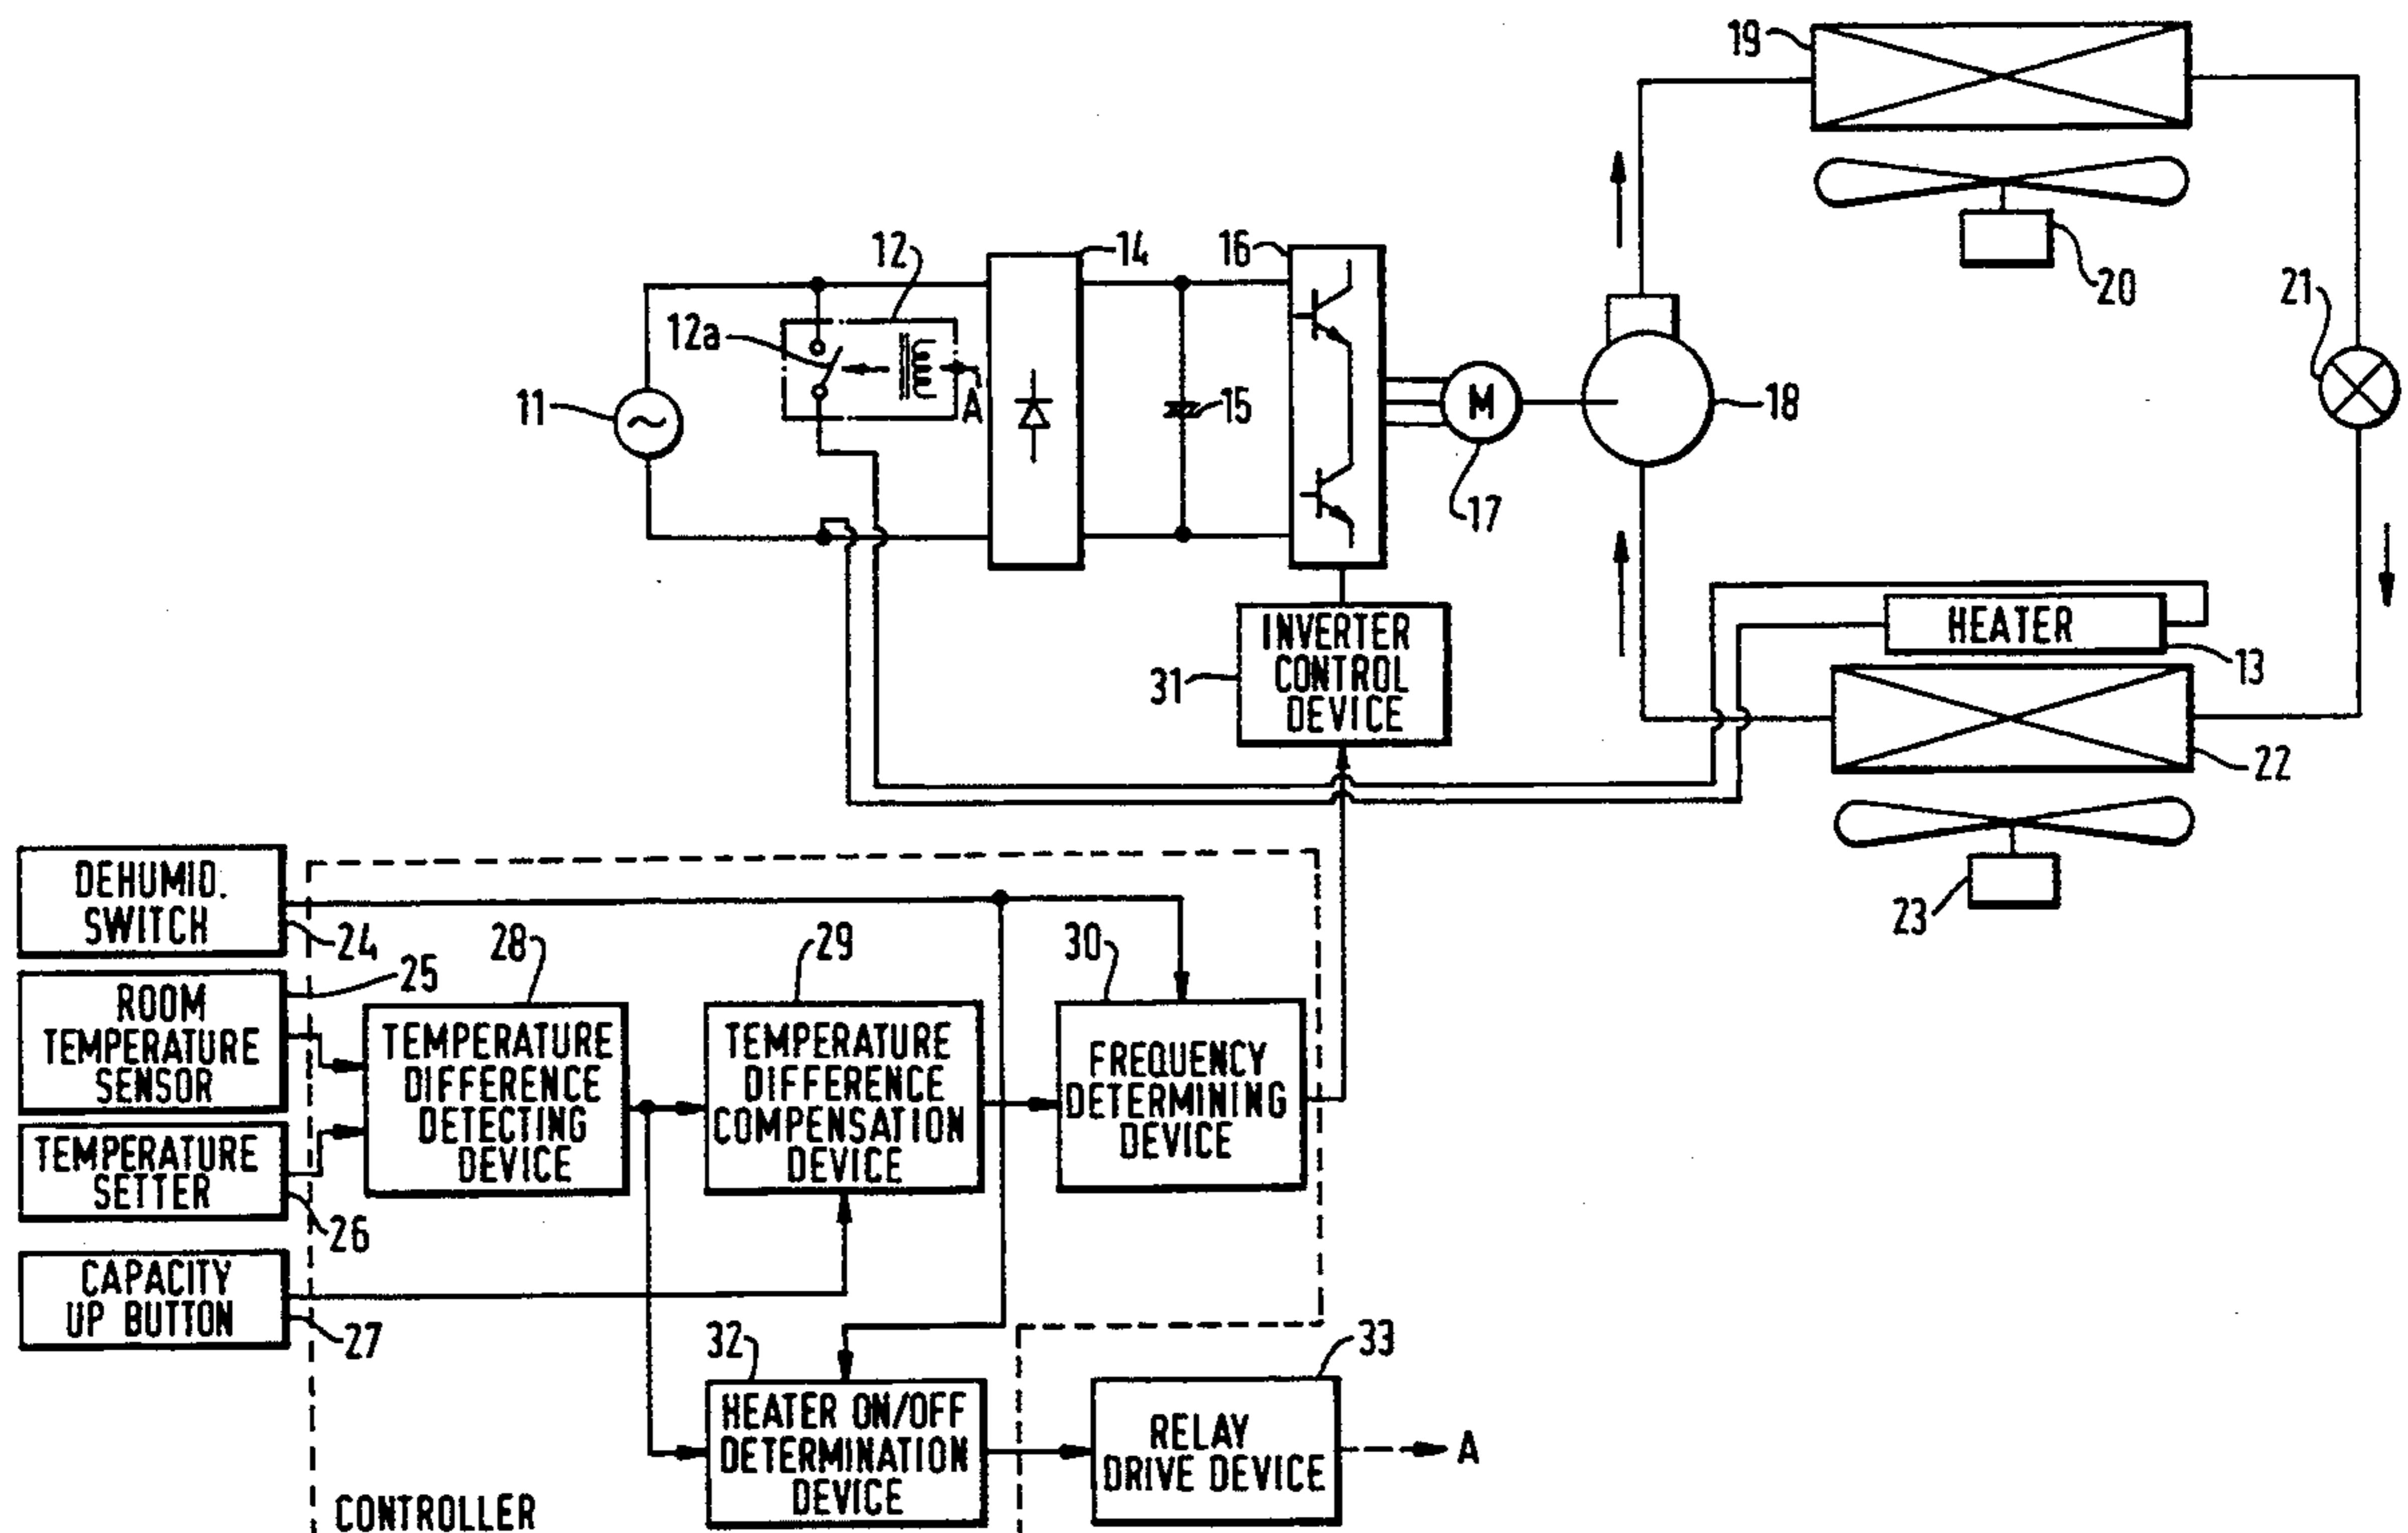 19
20
21
12
14
16
12a
A
11
15
M
17
18
HEATER
13
INVERTER
CONTROL
DEVICE
31
22
23
DEHUMID.
SWITCH
24
25
28
29
30
ROOM
TEMPERATURE
SENSOR
TEMPERATURE
DIFFERENCE
DETECTING
DEVICE
TEMPERATURE
DIFFERENCE
COMPENSATION
DEVICE
FREQUENCY
DETERMINING
DEVICE
TEMPERATURE
SETTER
26
CAPACITY
UP BUTTON
27
32
33
HEATER ON/OFF
DETERMINATION
DEVICE
RELAY
DRIVE DEVICE
A
CONTROLLER